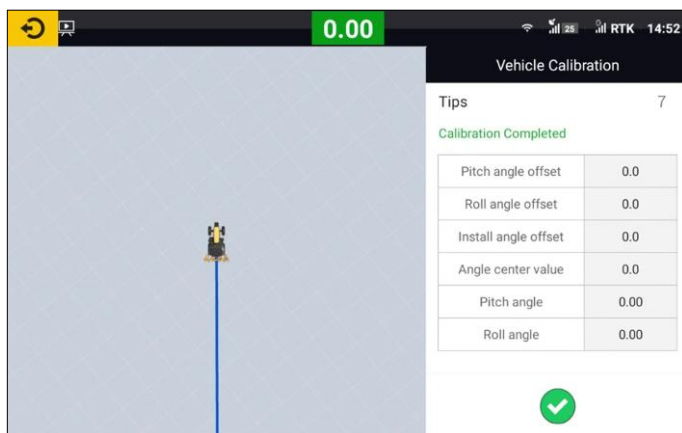 0.00
25 RTK 14:52
Vehicle Calibration
Tips 7
Calibration Completed
Pitch angle offset 0.0
Roll angle offset 0.0
Install angle offset 0.0
Angle center value 0.0
Pitch angle 0.00
Roll angle 0.00